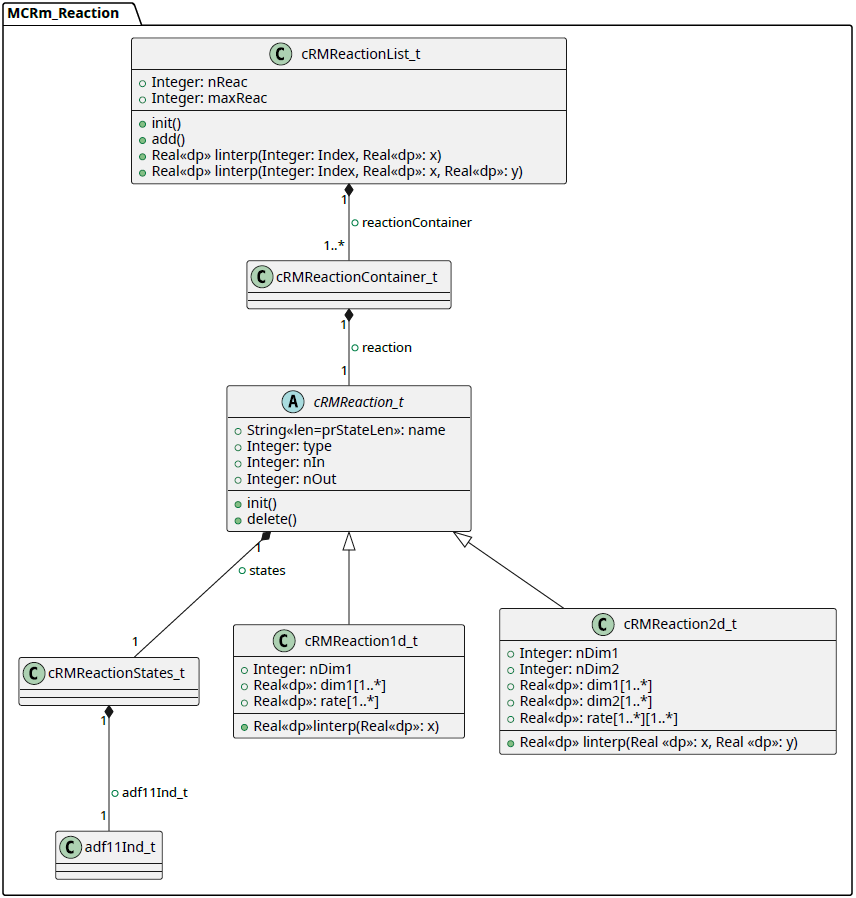 MCRm_Reaction
C cRMReactionList_t
Integer: nReac
Integer: maxReac
init()
add()
Real«dp» linterp(Integer: Index, Real«dp»: x)
Real«dp» linterp(Integer: Index, Real«dp»: x, Real«dp»: y)
1
reactionContainer
1..*
C cRMReactionContainer_t
1
reaction
1
A cRMReaction_t
String«len=prStateLen»: name
Integer: type
Integer: nIn
Integer: nOut
init()
delete()
1
states
1
C cRMReactionStates_t
C cRMReaction1d_t
Integer: nDim1
Real«dp»: dim1[1..*]
Real«dp»: rate[1..*]
Real«dp»linterp(Real«dp»: x)
C cRMReaction2d_t
Integer: nDim1
Integer: nDim2
Real«dp»: dim1[1..*]
Real«dp»: dim2[1..*]
Real«dp»: rate[1..*][1..*]
Real«dp» linterp(Real «dp»: x, Real «dp»: y)
1
adf11Ind_t
1
C adf11Ind_t